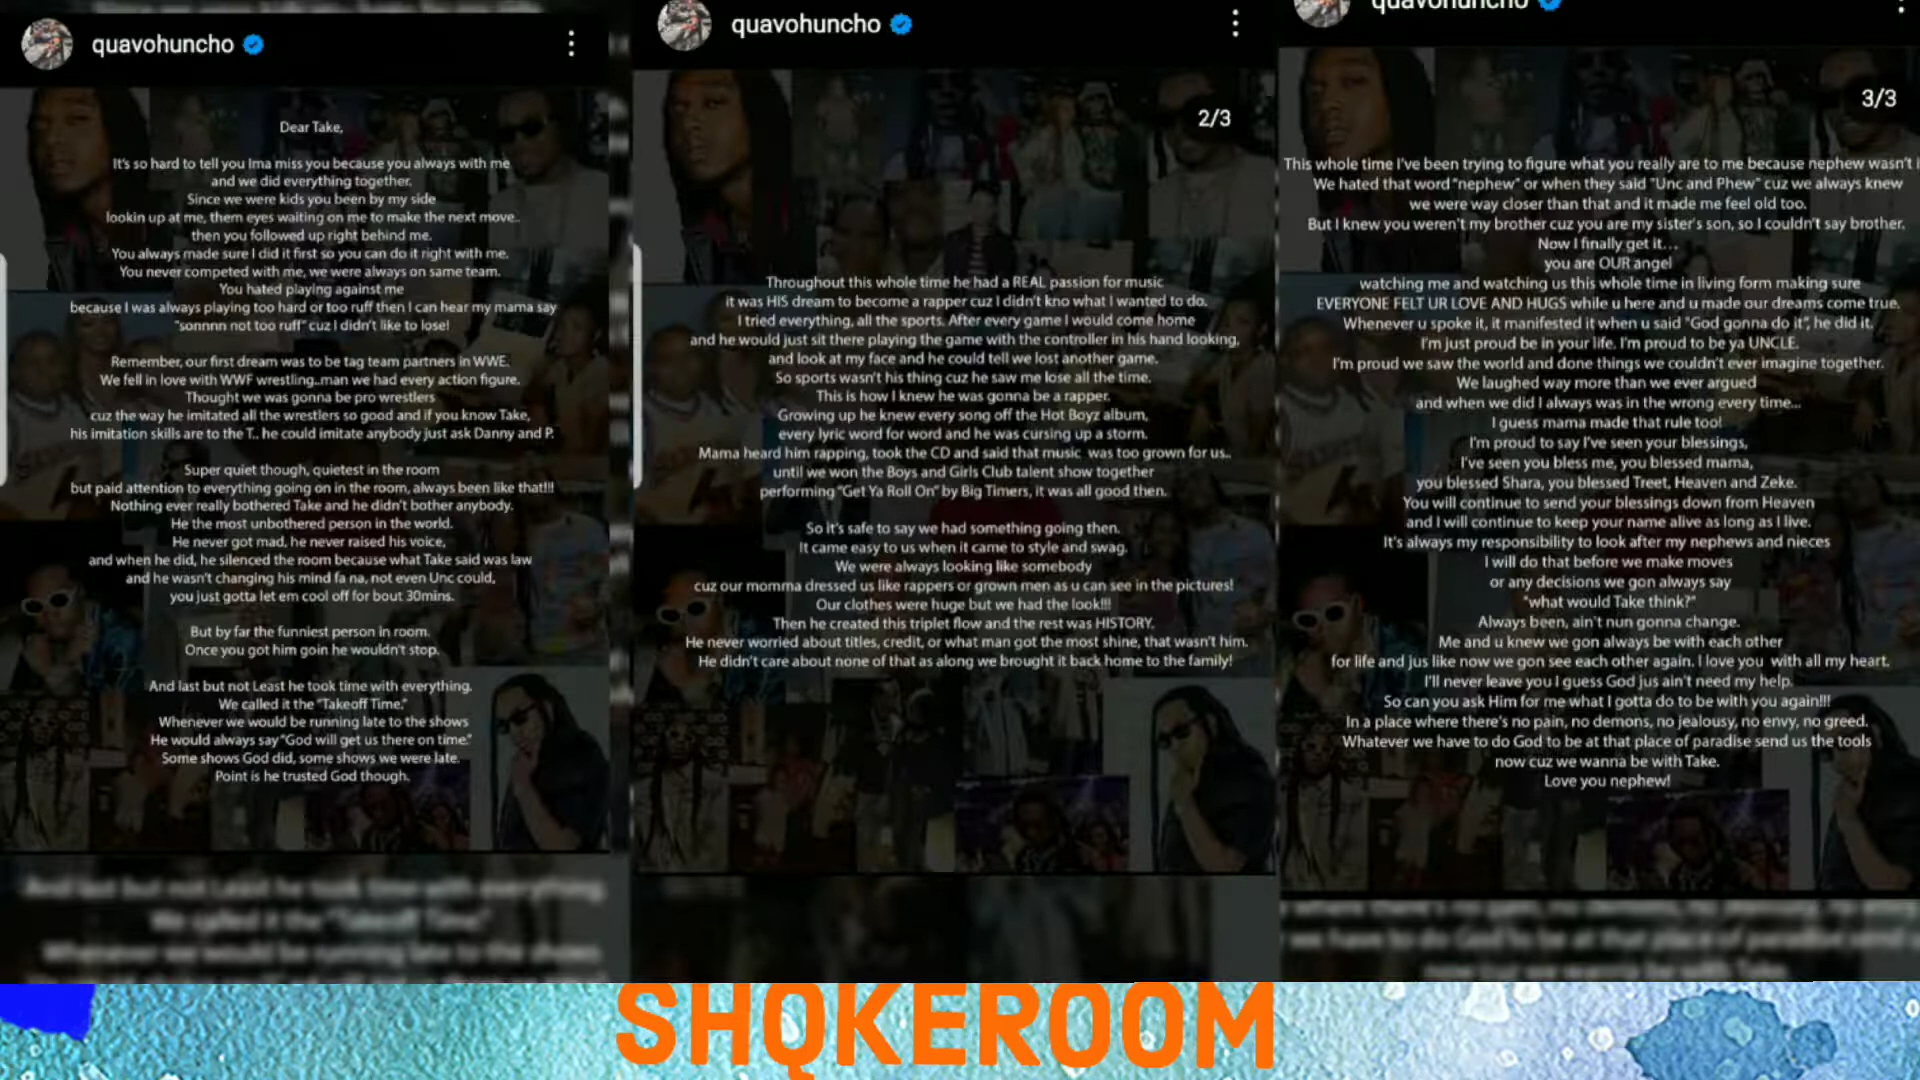 quavohuncho
Dear Take,
It's so hard to tell you Ima miss you because you always with me
and we did everything together.
Since we were kids you been by my side
lookin up at me, them eyes waiting on me to make the next move..
then you followed up right behind me.
You always made sure I did it first so you can do it right with me.
You never competed with me, we were always on same team.
You hated playing against me
because I was always playing too hard or too ruff then I can hear my mama say
"sonnnn not too ruff" cuz I didn't like to lose!
Remember, our first dream was to be tag team partners in WWE.
We fell in love with WWF wrestling..man we had every action figure.
Thought we was gonna be pro wrestlers
cuz the way he imitated all the wrestlers so good and if you know Take,
his imitation skills are to the T.. he could imitate anybody just ask Danny and P.
Super quiet though, quietest in the room
but paid attention to everything going on in the room, always been like that!!!
Nothing ever really bothered Take and he didn't bother anybody.
He the most unbothered person in the world.
He never got mad, he never raised his voice,
and when he did, he silenced the room because what Take said was law
and he wasn't changing his mind fa na, not even Unc could,
you just gotta let em cool off for bout 30mins.
But by far the funniest person in room.
Once you got him goin he wouldn't stop.
And last but not Least he took time with everything.
We called it the "Takeoff Time."
Whenever we would be running late to the shows
He would always say "God will get us there on time."
Some shows God did, some shows we were late.
Point is he trusted God though.
And last but not Least he took time with everything.
We called it the "Takeoff Time."
Whenever we would be running late to the shows
quavohuncho
2/3
Throughout this whole time he had a REAL passion for music
it was HIS dream to become a rapper cuz I didn't kno what I wanted to do.
I tried everything, all the sports. After every game I would come home
and he would just sit there playing the game with the controller in his hand looking,
and look at my face and he could tell we lost another game.
So sports wasn't his thing cuz he saw me lose all the time.
This is how I knew he was gonna be a rapper.
Growing up he knew every song off the Hot Boyz album,
every lyric word for word and he was cursing up a storm.
Mama heard him rapping, took the CD and said that music was too grown for us..
until we won the Boys and Girls Club talent show together
performing "Get Ya Roll On" by Big Timers, it was all good then.
So it's safe to say we had something going then.
It came easy to us when it came to style and swag.
We were always looking like somebody
cuz our momma dressed us like rappers or grown men as u can see in the pictures!
Our clothes were huge but we had the look!!!
Then he created this triplet flow and the rest was HISTORY.
He never worried about titles, credit, or what man got the most shine, that wasn't him.
He didn't care about none of that as along we brought it back home to the family!
quavohuncho
3/3
This whole time I've been trying to figure what you really are to me because nephew wasn't
We hated that word "nephew" or when they said "Unc and Phew" cuz we always knew
we were way closer than that and it made me feel old too.
But I knew you weren't my brother cuz you are my sister's son, so I couldn't say brother.
Now I finally get it...
you are OUR angel
watching me and watching us this whole time in living form making sure
EVERYONE FELT UR LOVE AND HUGS while u here and u made our dreams come true.
Whenever u spoke it, it manifested it when u said "God gonna do it", he did it.
I'm just proud be in your life. I'm proud to be ya UNCLE.
I'm proud we saw the world and done things we couldn't ever imagine together.
We laughed way more than we ever argued
and when we did I always was in the wrong every time...
I guess mama made that rule too!
I'm proud to say I've seen your blessings,
I've seen you bless me, you blessed mama,
you blessed Shara, you blessed Treet, Heaven and Zeke.
You will continue to send your blessings down from Heaven
and I will continue to keep your name alive as long as I live.
It's always my responsibility to look after my nephews and nieces
I will do that before we make moves
or any decisions we gon always say
"what would Take think?"
Always been, ain't nun gonna change.
Me and u knew we gon always be with each other
for life and jus like now we gon see each other again. I love you with all my heart.
I'll never leave you I guess God jus ain't need my help.
So can you ask Him for me what I gotta do to be with you again!!!
In a place where there's no pain, no demons, no jealousy, no envy, no greed.
Whatever we have to do God to be at that place of paradise send us the tools
now cuz we wanna be with Take.
Love you nephew!
SHQKEROOM